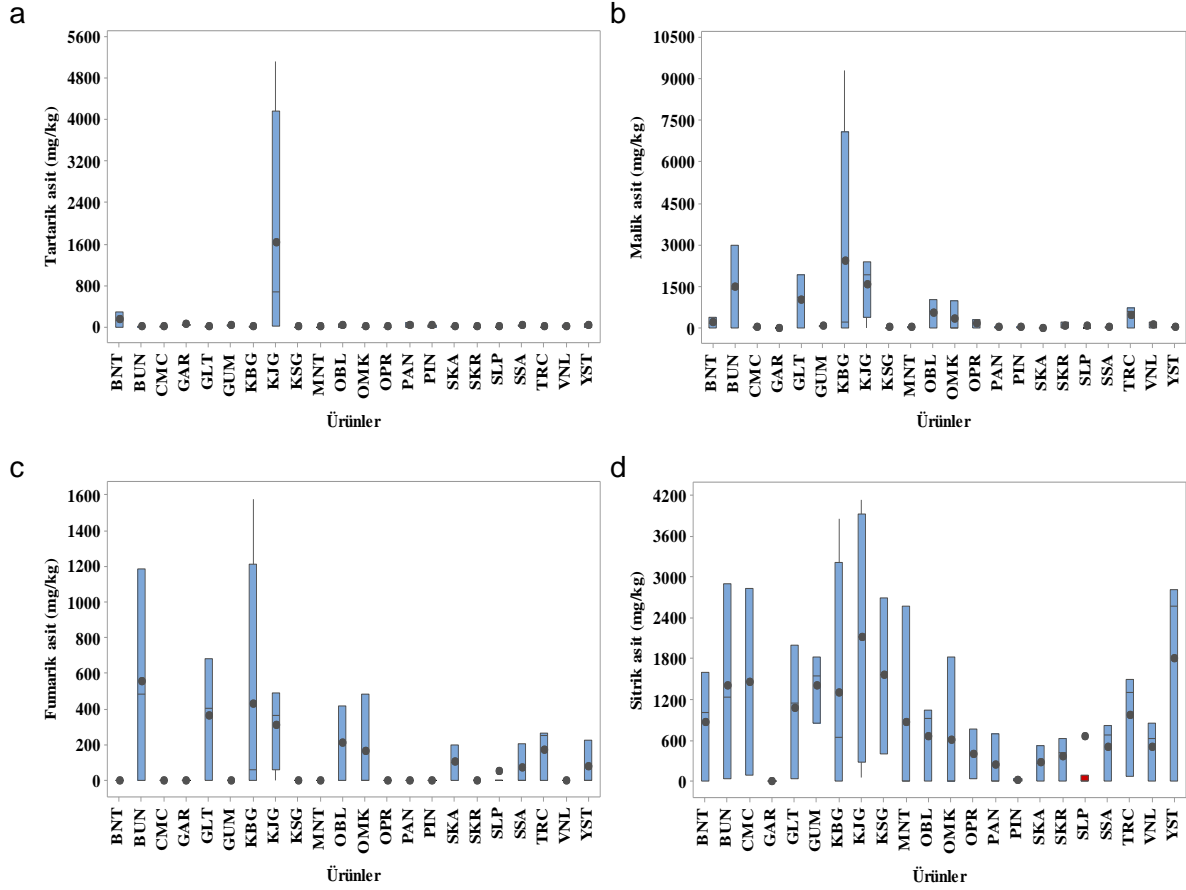 a
5600
4800
4000
3200
2400
1600
800
0
Tartarik asit (mg/kg)
BNT BUN CMC GAR GLT GUM KBG KJG KSG MNT OBL OMK OPR PAN PIN SKA SKR SLP SSA TRC VNL YST
Ürünler
b
10500
9000
7500
6000
4500
3000
1500
0
Malik asit (mg/kg)
BNT BUN CMC GAR GLT GUM KBG KJG KSG MNT OBL OMK OPR PAN PIN SKA SKR SLP SSA TRC VNL YST
Ürünler
c
1600
1400
1200
1000
800
600
400
200
0
Fumarik asit (mg/kg)
BNT BUN CMC GAR GLT GUM KBG KJG KSG MNT OBL OMK OPR PAN PIN SKA SKR SLP SSA TRC VNL YST
Ürünler
d
4200
3600
3000
2400
1800
1200
600
0
Sitrik asit (mg/kg)
BNT BUN CMC GAR GLT GUM KBG KJG KSG MNT OBL OMK OPR PAN PIN SKA SKR SLP SSA TRC VNL YST
Ürünler